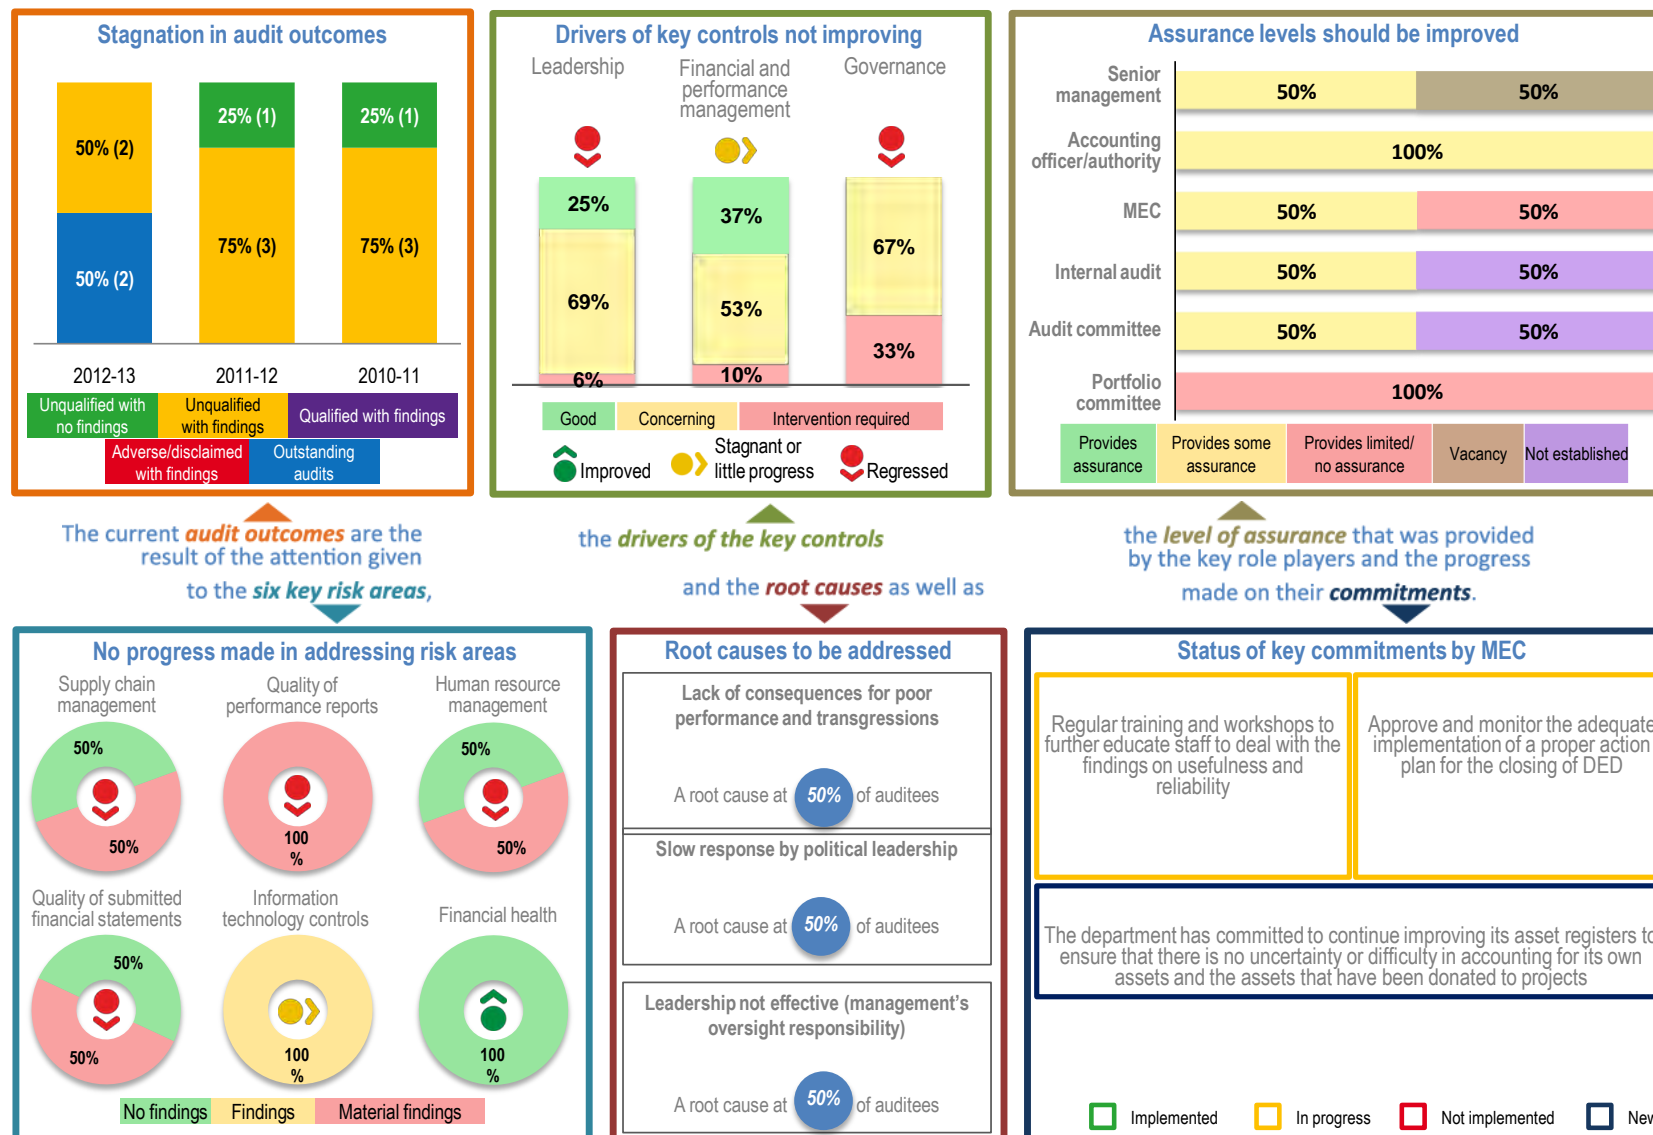 Stagnation in audit outcomes
50% (2)
50% (2)
25% (1)
75% (3)
25% (1)
75% (3)
2012-13
2011-12
2010-11
Unqualified with
no findings
Unqualified
with findings
Qualified with findings
Adverse/disclaimed
with findings
Outstanding
audits
Drivers of key controls not improving
Leadership
Financial and
performance
management
Governance
25%
69%
6%
37%
53%
10%
67%
33%
Good
Concerning
Intervention required
Improved
Stagnant or
little progress
Regressed
Assurance levels should be improved
Senior
management
50%
50%
Accounting
officer/authority
100%
MEC
50%
50%
Internal audit
50%
50%
Audit committee
50%
50%
Portfolio
committee
100%
Provides
assurance
Provides some
assurance
Provides limited/
no assurance
Vacancy
Not established
The current audit outcomes are the
result of the attention given
to the six key risk areas,
the drivers of the key controls
and the root causes as well as
the level of assurance that was provided
by the key role players and the progress
made on their commitments.
No progress made in addressing risk areas
Supply chain
management
50%
50%
Quality of
performance reports
100
%
Human resource
management
50%
50%
Quality of submitted
financial statements
50%
50%
Information
technology controls
100
%
Financial health
100
%
No findings
Findings
Material findings
Root causes to be addressed
Lack of consequences for poor
performance and transgressions
A root cause at 50% of auditees
Slow response by political leadership
A root cause at 50% of auditees
Leadership not effective (management's
oversight responsibility)
A root cause at 50% of auditees
Status of key commitments by MEC
Regular training and workshops to
further educate staff to deal with the
findings on usefulness and
reliability
Approve and monitor the adequate
implementation of a proper action
plan for the closing of DED
The department has committed to continue improving its asset registers to
ensure that there is no uncertainty or difficulty in accounting for its own
assets and the assets that have been donated to projects
Implemented
In progress
Not implemented
New